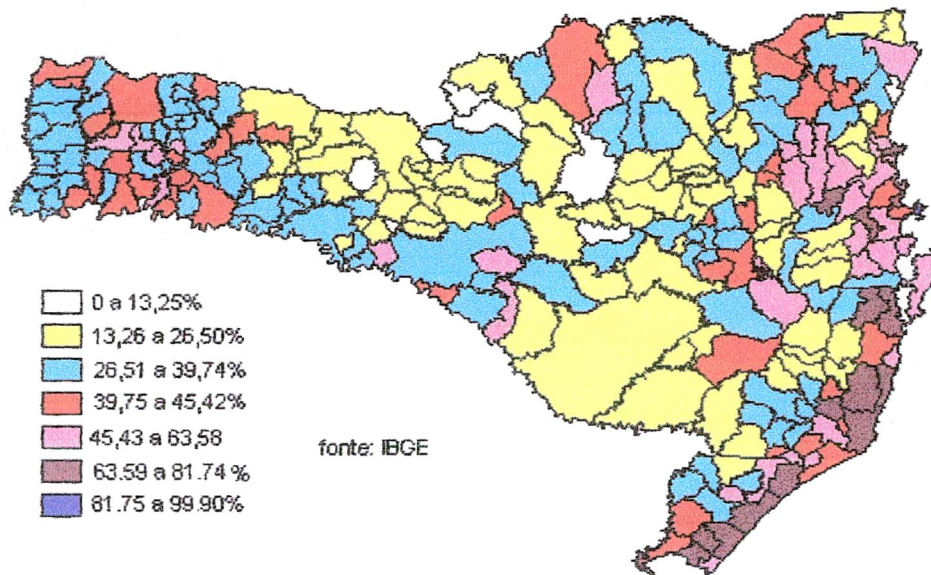 0 a 13,25%
13,26 a 26,50%
26,51 a 39,74%
39,75 a 45,42%
45,43 a 63,58
63.59 a 81.74 %
81.75 a 99.90%
fonte: IBGE